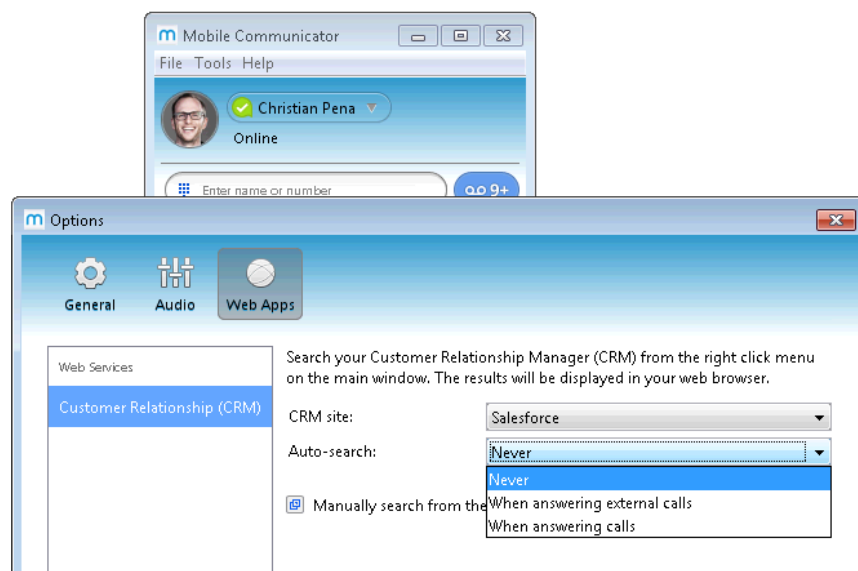 m Mobile Communicator
File Tools Help
Christian Pena
Online
Enter name or number
9+
m Options
General Audio Web Apps
Web Services
Customer Relationship (CRM)
Search your Customer Relationship Manager (CRM) from the right click menu
on the main window. The results will be displayed in your web browser.
CRM site: Salesforce
Auto-search: Never
Never
When answering external calls
When answering calls
Manually search from the